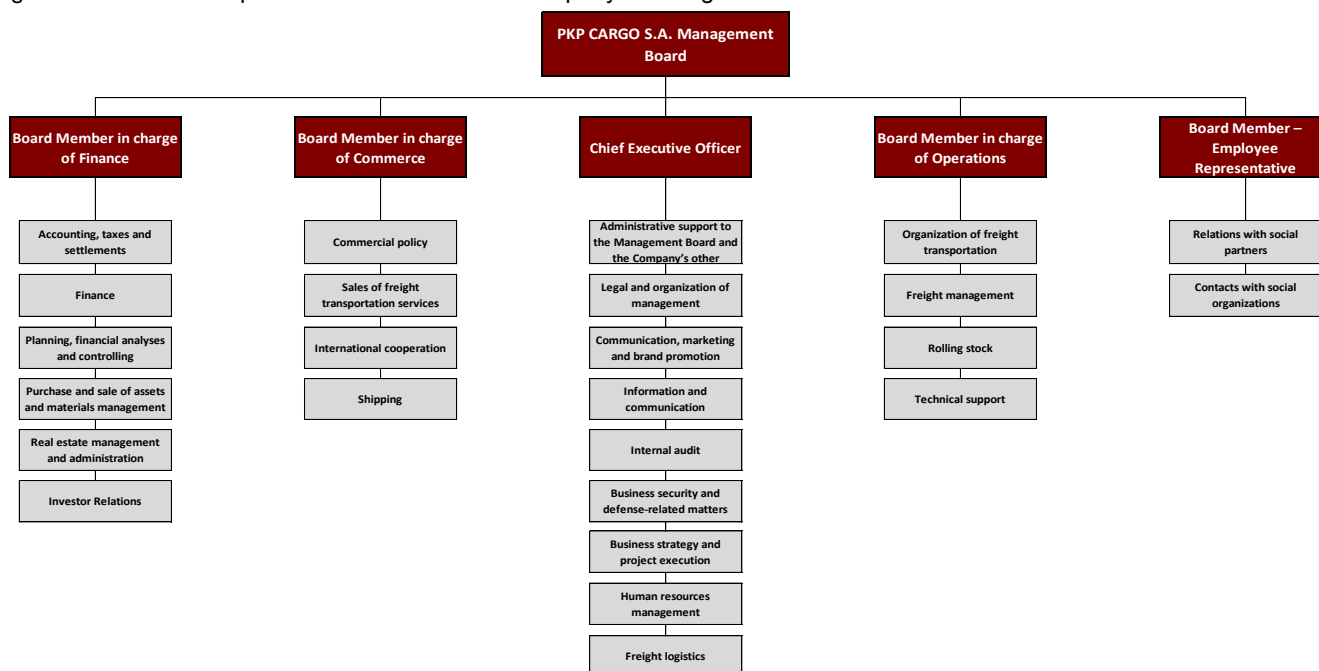 PKP CARGO S.A. Management
Board
Board Member in charge
of Finance
Accounting, taxes and
settlements
Finance
Planning, financial analyses
and controlling
Purchase and sale of assets
and materials management
Real estate management
and administration
Investor Relations
Board Member in charge
of Commerce
Commercial policy
Sales of freight
transportation services
International cooperation
Shipping
Chief Executive Officer
Administrative support to
the Management Board and
the Company's other
Legal and organization of
management
Communication, marketing
and brand promotion
Information and
communication
Internal audit
Business security and
defense-related matters
Business strategy and
project execution
Human resources
management
Freight logistics
Board Member in charge
of Operations
Organization of freight
transportation
Freight management
Rolling stock
Technical support
Board Member –
Employee
Representative
Relations with social
partners
Contacts with social
organizations